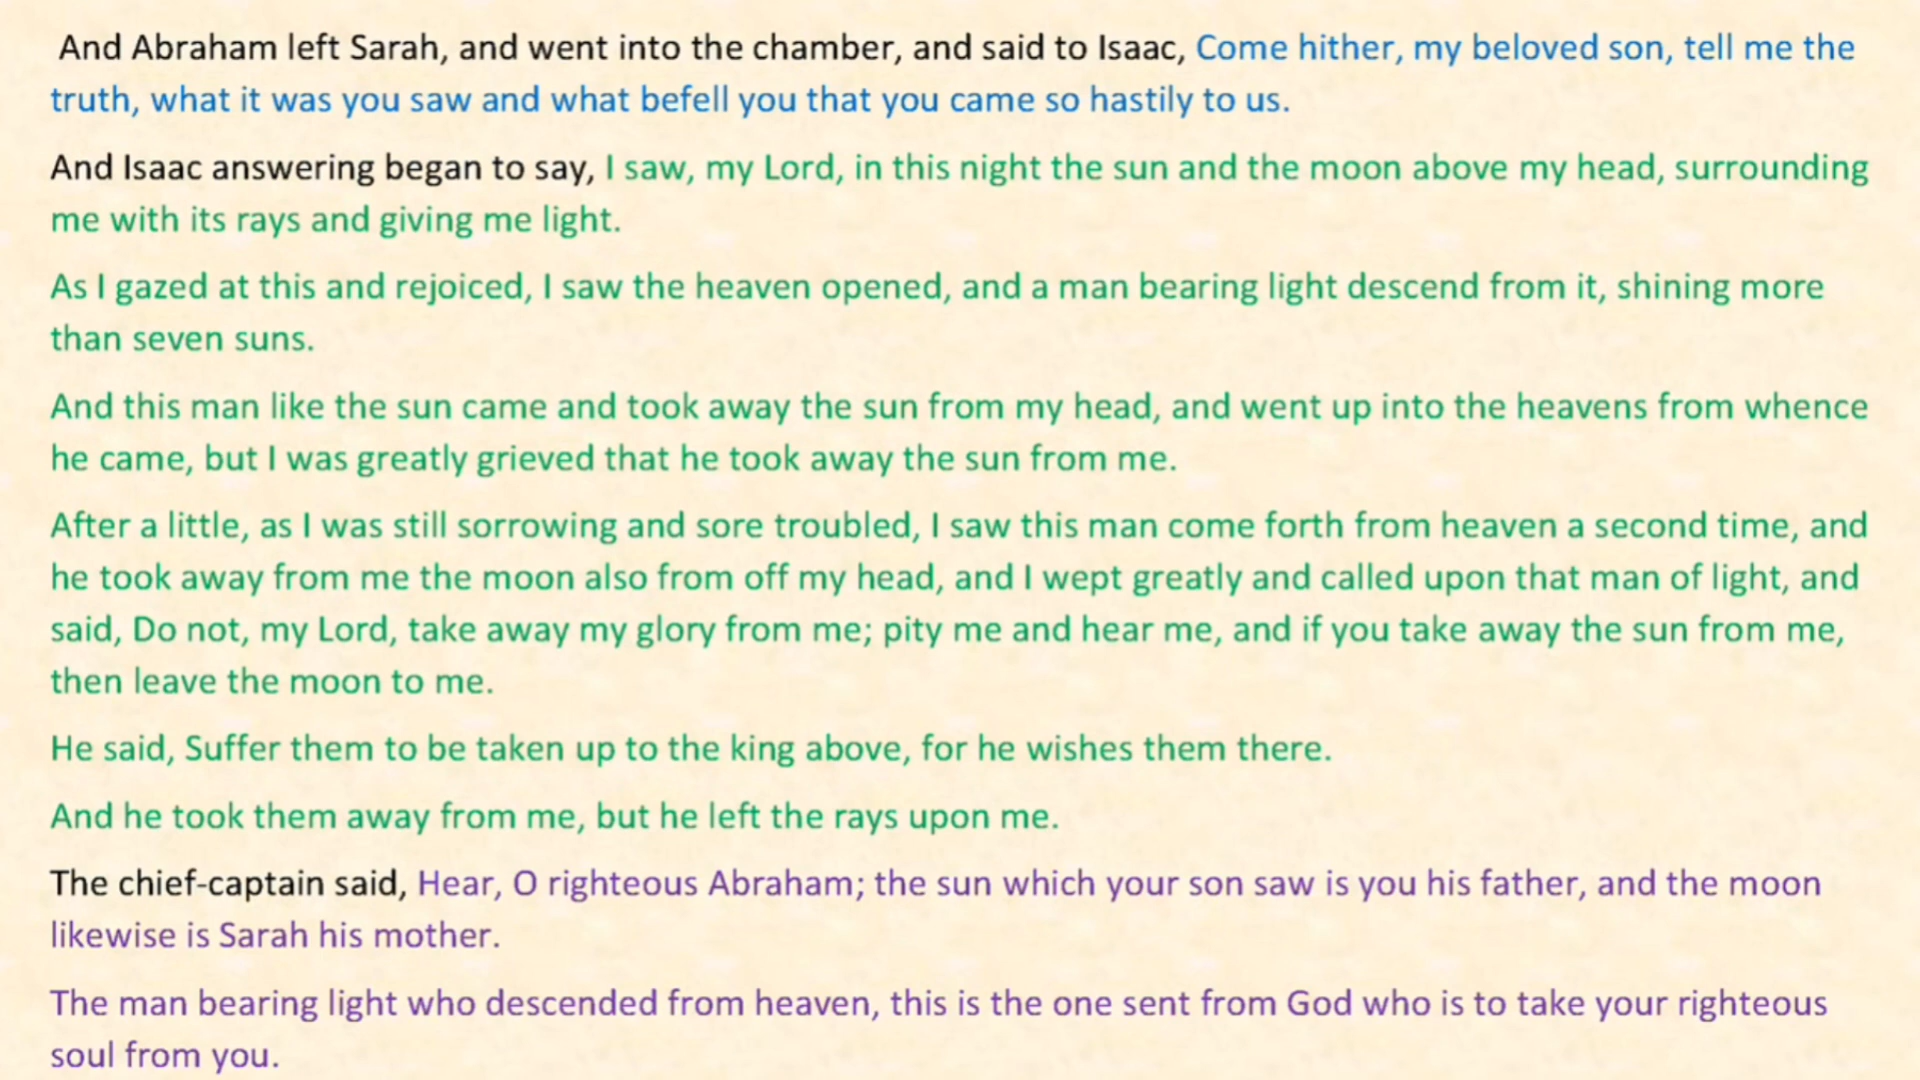 And Abraham left Sarah, and went into the chamber, and said to Isaac, Come hither, my beloved son, tell me the
truth, what it was you saw and what befell you that you came so hastily to us.
And Isaac answering began to say, I saw, my Lord, in this night the sun and the moon above my head, surrounding
me with its rays and giving me light.
As I gazed at this and rejoiced, I saw the heaven opened, and a man bearing light descend from it, shining more
than seven suns.
And this man like the sun came and took away the sun from my head, and went up into the heavens from whence
he came, but I was greatly grieved that he took away the sun from me.
After a little, as I was still sorrowing and sore troubled, I saw this man come forth from heaven a second time, and
he took away from me the moon also from off my head, and I wept greatly and called upon that man of light, and
said, Do not, my Lord, take away my glory from me; pity me and hear me, and if you take away the sun from me,
then leave the moon to me.
He said, Suffer them to be taken up to the king above, for he wishes them there.
And he took them away from me, but he left the rays upon me.
The chief-captain said, Hear, O righteous Abraham; the sun which your son saw is you his father, and the moon
likewise is Sarah his mother.
The man bearing light who descended from heaven, this is the one sent from God who is to take your righteous
soul from you.